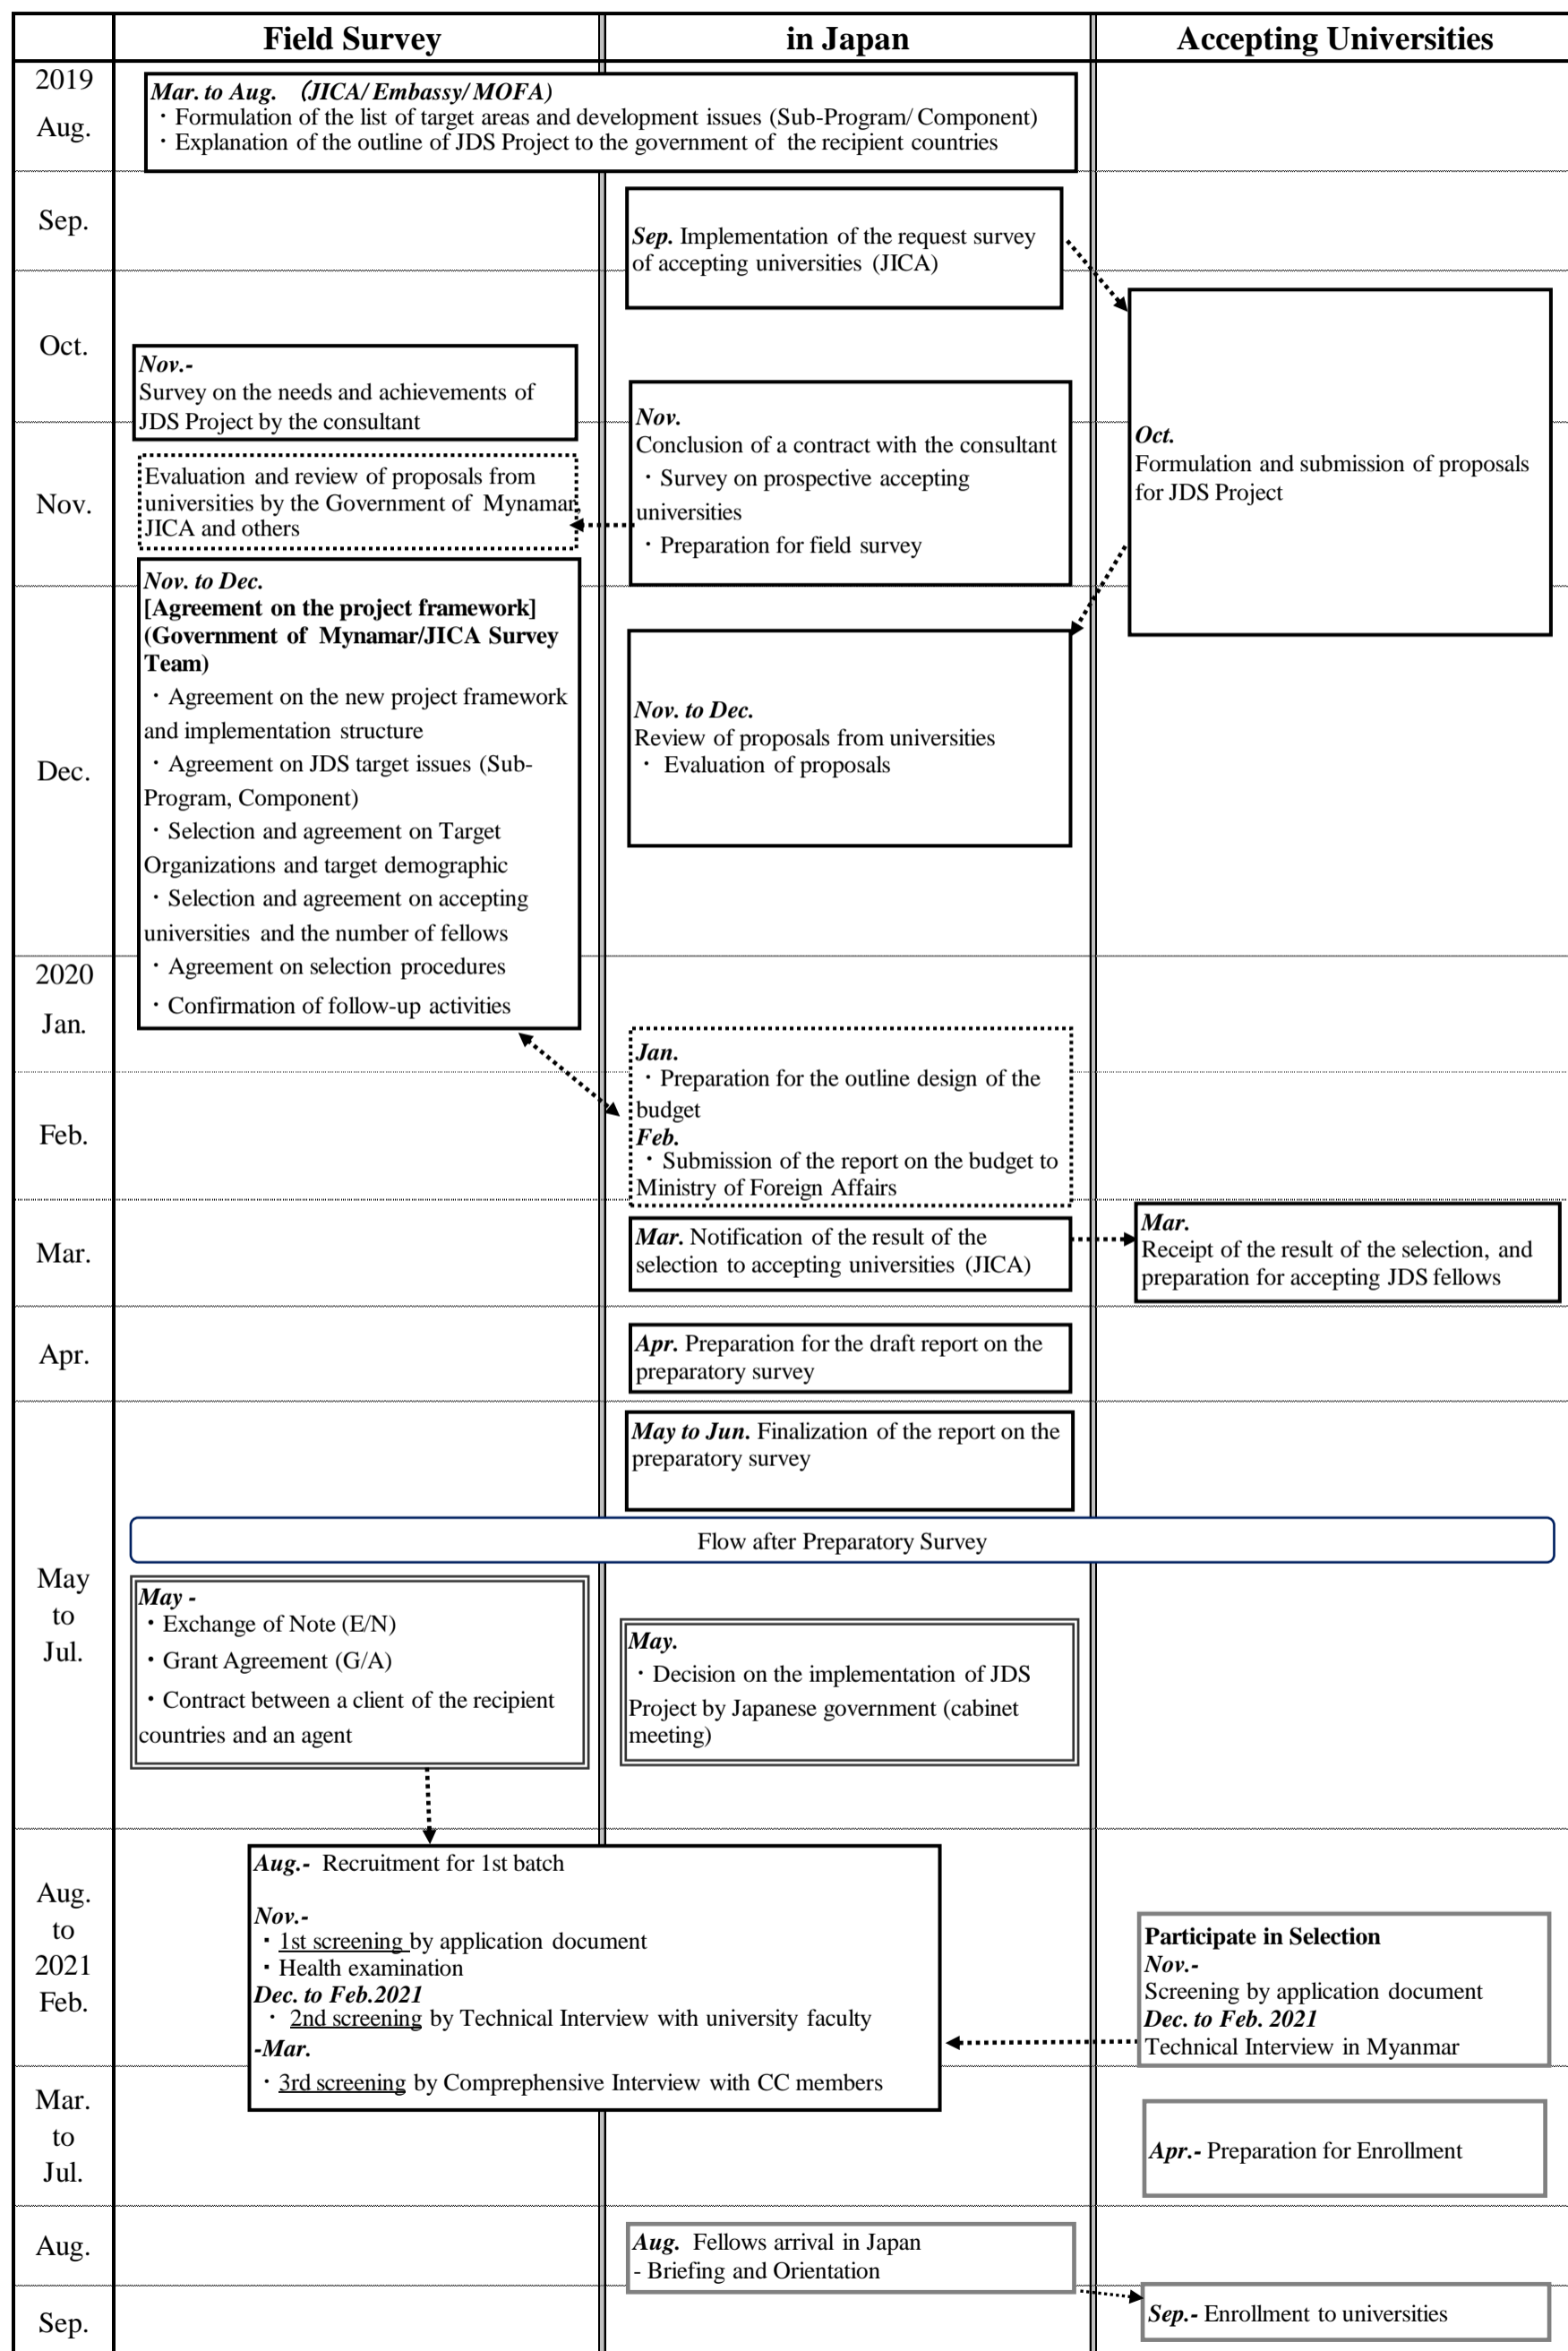 Field Survey
in Japan
Accepting Universities
2019
Aug.
Mar. to Aug. （JICA/ Embassy/ MOFA)
・Formulation of the list of target areas and development issues (Sub-Program/ Component)
・Explanation of the outline of JDS Project to the government of the recipient countries
Sep.
Sep. Implementation of the request survey
of accepting universities (JICA)
Oct.
Nov.-
Survey on the needs and achievements of
JDS Project by the consultant
Nov.
Conclusion of a contract with the consultant
・Survey on prospective accepting
universities
・Preparation for field survey
Oct.
Formulation and submission of proposals
for JDS Project
Nov.
Evaluation and review of proposals from
universities by the Government of Mynamar,
JICA and others
Nov. to Dec.
[Agreement on the project framework]
(Government of Mynamar/JICA Survey
Team)
・Agreement on the new project framework
and implementation structure
・Agreement on JDS target issues (Sub-
Program, Component)
・Selection and agreement on Target
Organizations and target demographic
・Selection and agreement on accepting
universities and the number of fellows
・Agreement on selection procedures
・Confirmation of follow-up activities
Dec.
Nov. to Dec.
Review of proposals from universities
・ Evaluation of proposals
2020
Jan.
Jan.
・Preparation for the outline design of the
budget
Feb.
・Submission of the report on the budget to
Ministry of Foreign Affairs
Feb.
Mar.
Mar. Notification of the result of the
selection to accepting universities (JICA)
Mar.
Receipt of the result of the selection, and
preparation for accepting JDS fellows
Apr.
Apr. Preparation for the draft report on the
preparatory survey
May to Jun. Finalization of the report on the
preparatory survey
Flow after Preparatory Survey
May
to
Jul.
May -
・Exchange of Note (E/N)
・Grant Agreement (G/A)
・Contract between a client of the recipient
countries and an agent
May.
・Decision on the implementation of JDS
Project by Japanese government (cabinet
meeting)
Aug.
to
2021
Feb.
Aug.- Recruitment for 1st batch
Nov.-
・1st screening by application document
・Health examination
Dec. to Feb.2021
・ 2nd screening by Technical Interview with university faculty
-Mar.
・3rd screening by Comprephensive Interview with CC members
Participate in Selection
Nov.-
Screening by application document
Dec. to Feb. 2021
Technical Interview in Myanmar
Mar.
to
Jul.
Apr.- Preparation for Enrollment
Aug.
Aug. Fellows arrival in Japan
- Briefing and Orientation
Sep.
Sep.- Enrollment to universities